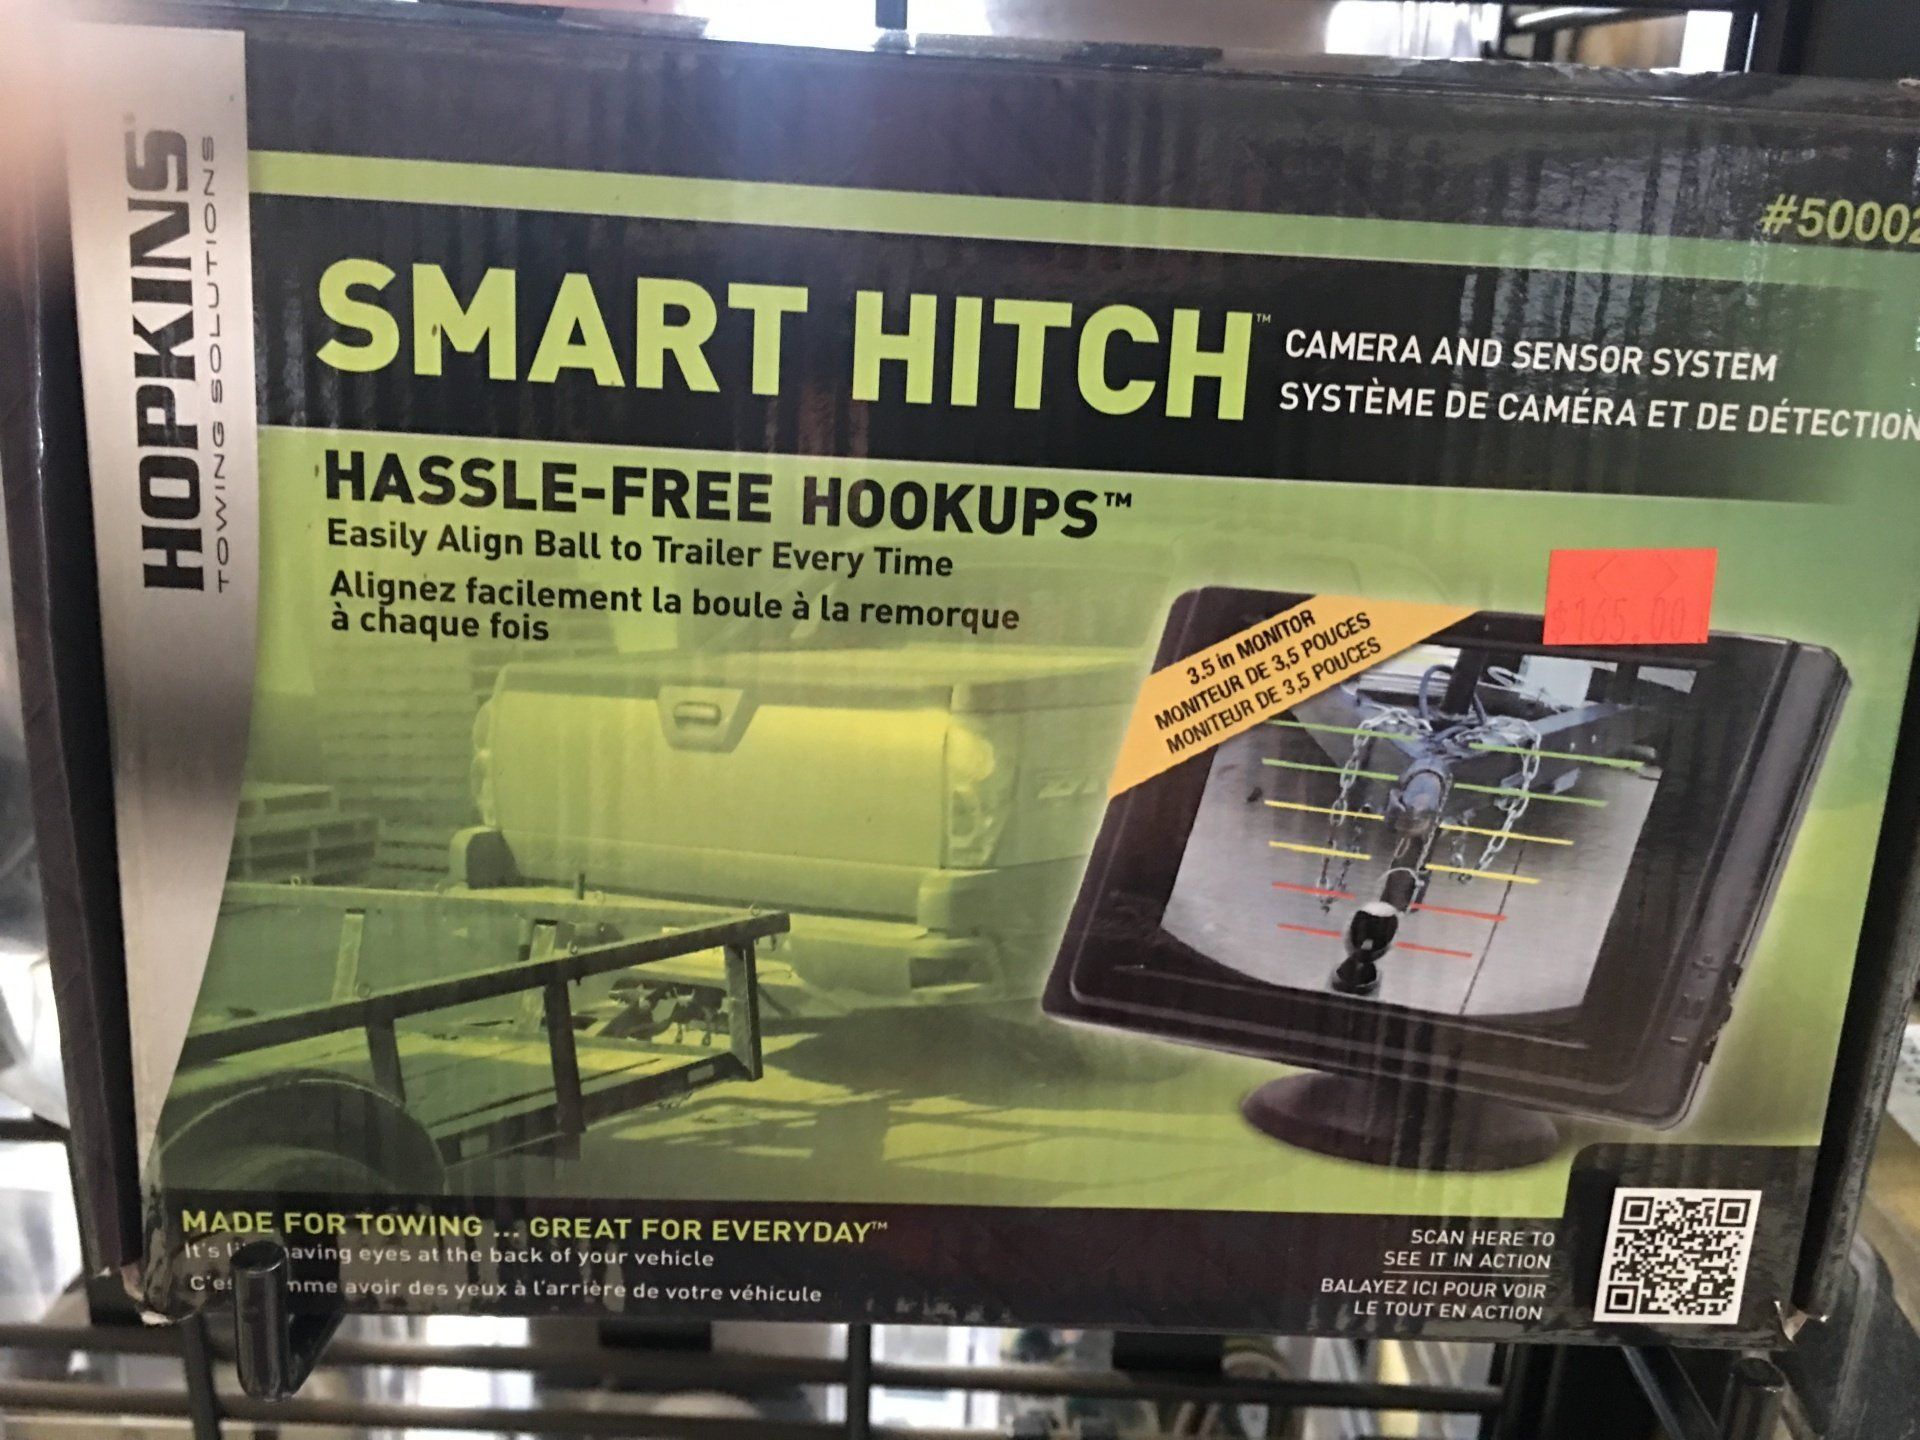 HOPKINS
TOWING SOLUTIONS
#50002
SMART HITCH™
CAMERA AND SENSOR SYSTEM
SYSTÈME DE CAMÉRA ET DE DÉTECTION
HASSLE-FREE HOOKUPS™
Easily Align Ball to Trailer Every Time
Alignez facilement la boule à la remorque
à chaque fois
$165.00
3.5 in MONITOR
MONITEUR DE 3,5 POUCES
MONITEUR DE 3,5 POUCES
MADE FOR TOWING ... GREAT FOR EVERYDAY™
It's having eyes at the back of your vehicle
avoir des yeux à l'arrière de votre véhicule
SCAN HERE TO
SEE IT IN ACTION
BALAYEZ ICI POUR VOIR
LE TOUT EN ACTION